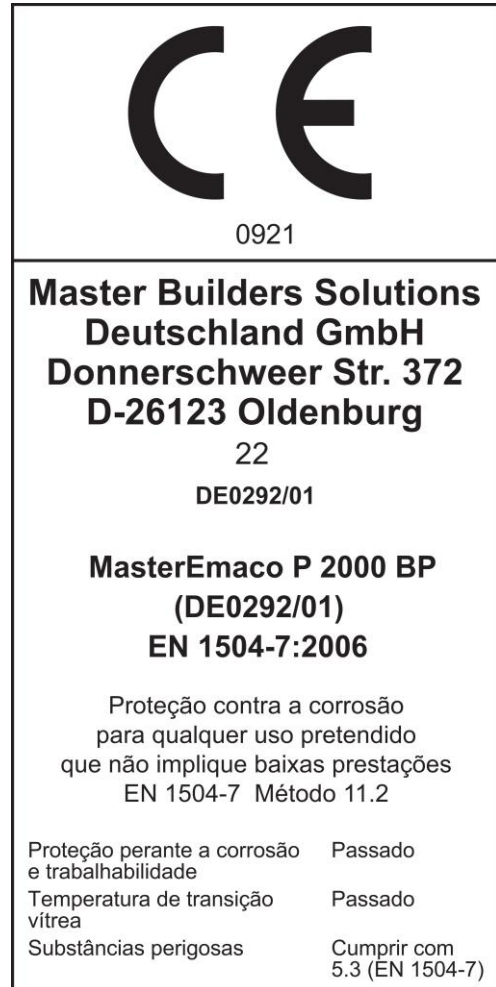 CE
0921
Master Builders Solutions
Deutschland GmbH
Donnerschweer Str. 372
D-26123 Oldenburg
22
DE0292/01
MasterEmaco P 2000 BP
(DE0292/01)
EN 1504-7:2006
Proteção contra a corrosão
para qualquer uso pretendido
que não implique baixas prestações
EN 1504-7 Método 11.2
Proteção perante a corrosão Passado
e trabalhabilidade
Temperatura de transição Passado
vítrea
Substâncias perigosas Cumprir com
5.3 (EN 1504-7)